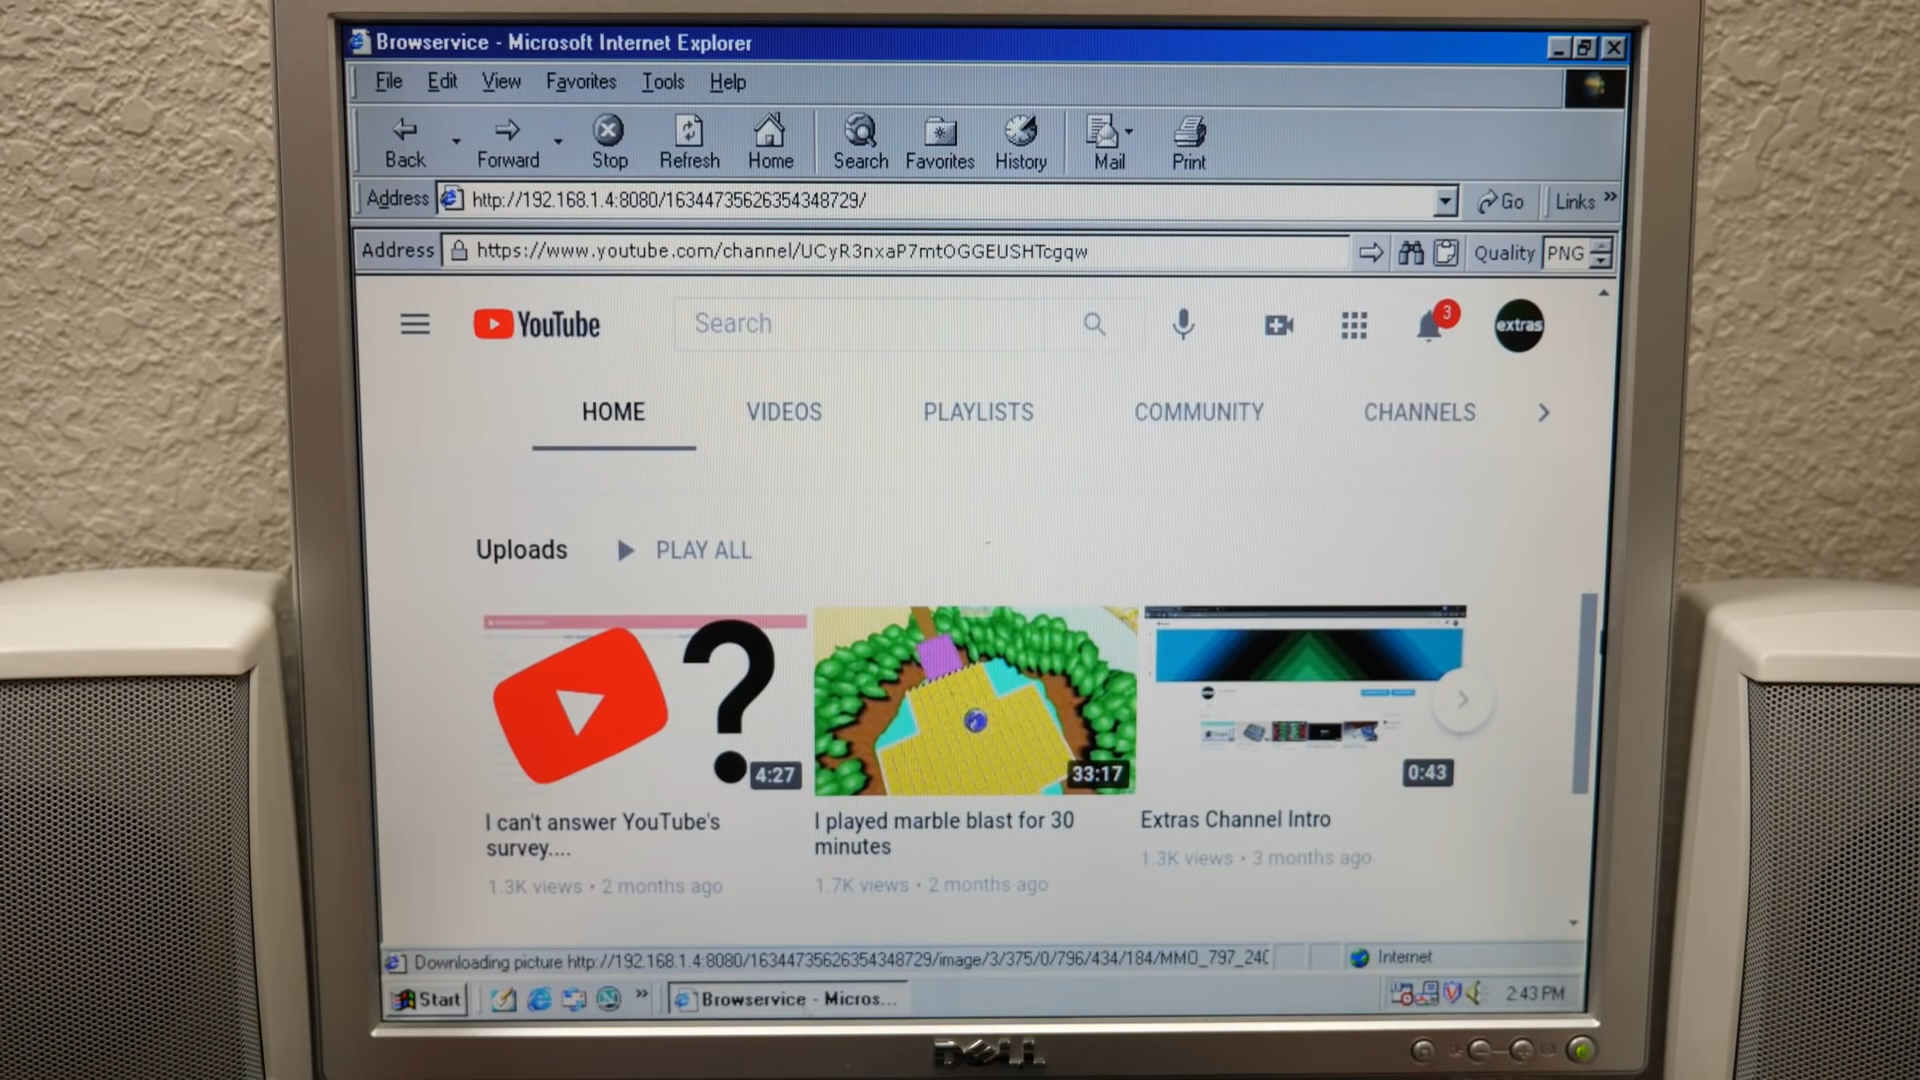 Browservice - Microsoft Internet Explorer
File Edit View Favorites Tools Help
Back Forward Stop Refresh Home Search Favorites History Mail Print
Address http://192.168.1.4:8080/16344735626354348729/ Go Links »
Address https://www.youtube.com/channel/UCyR3nxaP7mtOGGEUSHTcgqw Quality PNG
YouTube Search 3 extras
HOME VIDEOS PLAYLISTS COMMUNITY CHANNELS
Uploads PLAY ALL
?
4:27 33:17 0:43
I can't answer YouTube's survey....
1.3K views • 2 months ago
I played marble blast for 30 minutes
1.7K views • 2 months ago
Extras Channel Intro
1.3K views • 3 months ago
Downloading picture http://192.168.1.4:8080/16344735626354348729/image/3/375/0/796/434/184/MMO_797_240 Internet
Start » Browservice - Micros... 2:43 PM
DELL